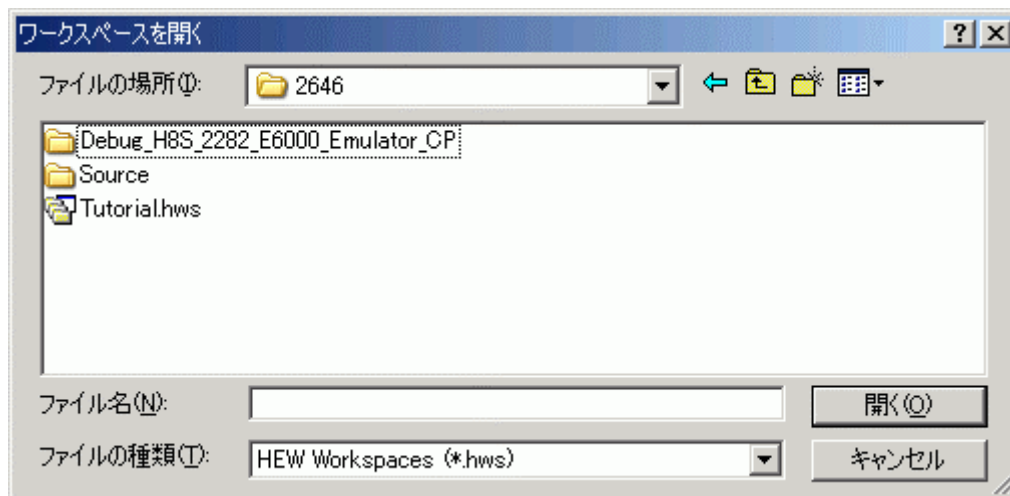 ワークスペースを開く
ファイルの場所(I): 2646
Debug_H8S_2282_E6000_Emulator_CP
Source
Tutorial.hws
ファイル名(N): 開く(O)
ファイルの種類(T): HEW Workspaces (*.hws) キャンセル